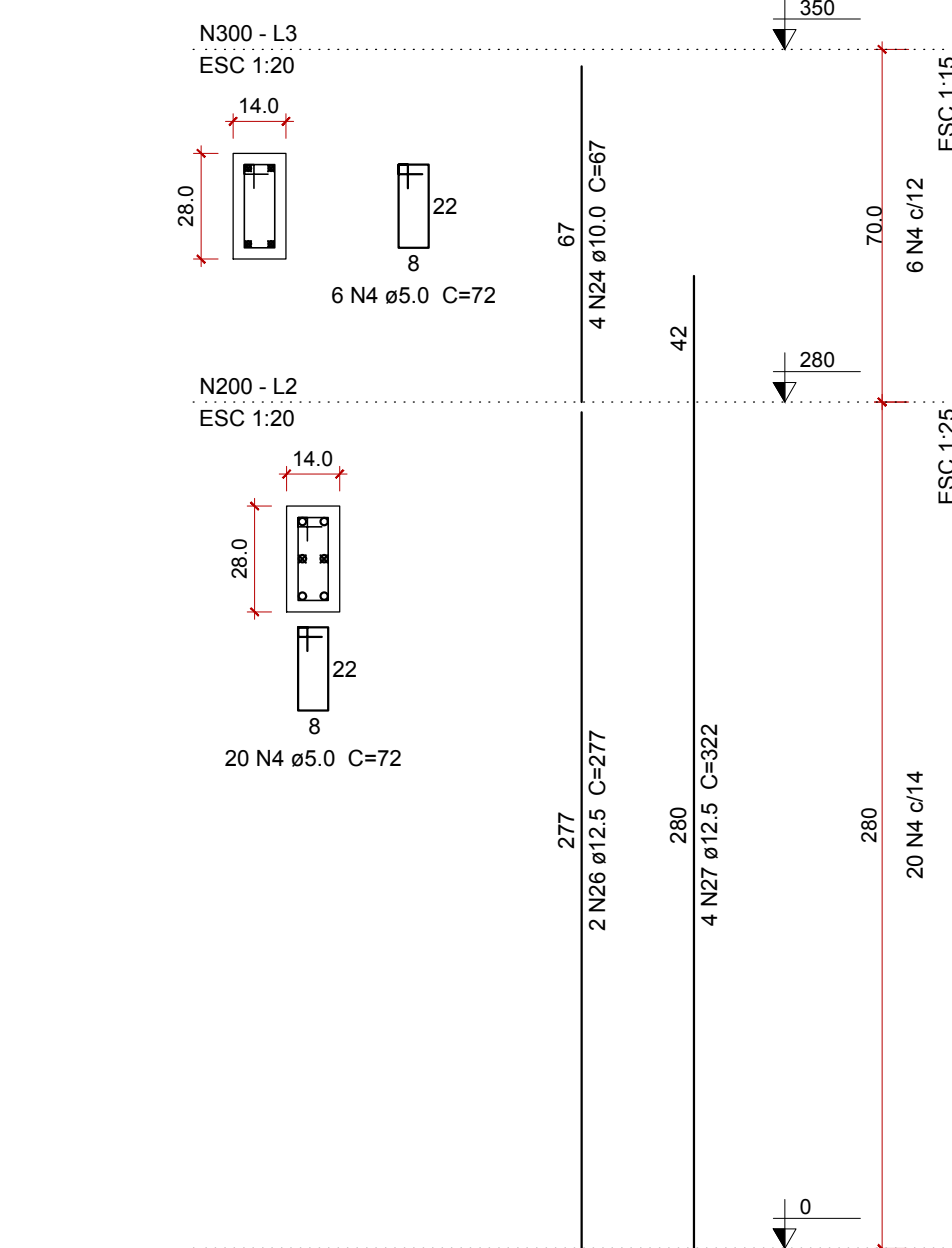 350
N300 - L3
ESC 1:20
ESC 1:15
14.0
28.0
22
8
6 N4 ø5.0 C=72
67
4 N24 ø10.0 C=67
42
70.0
6 N4 c/12
280
N200 - L2
ESC 1:20
ESC 1:25
14.0
28.0
22
8
20 N4 ø5.0 C=72
277
2 N26 ø12.5 C=277
280
4 N27 ø12.5 C=322
280
20 N4 c/14
0